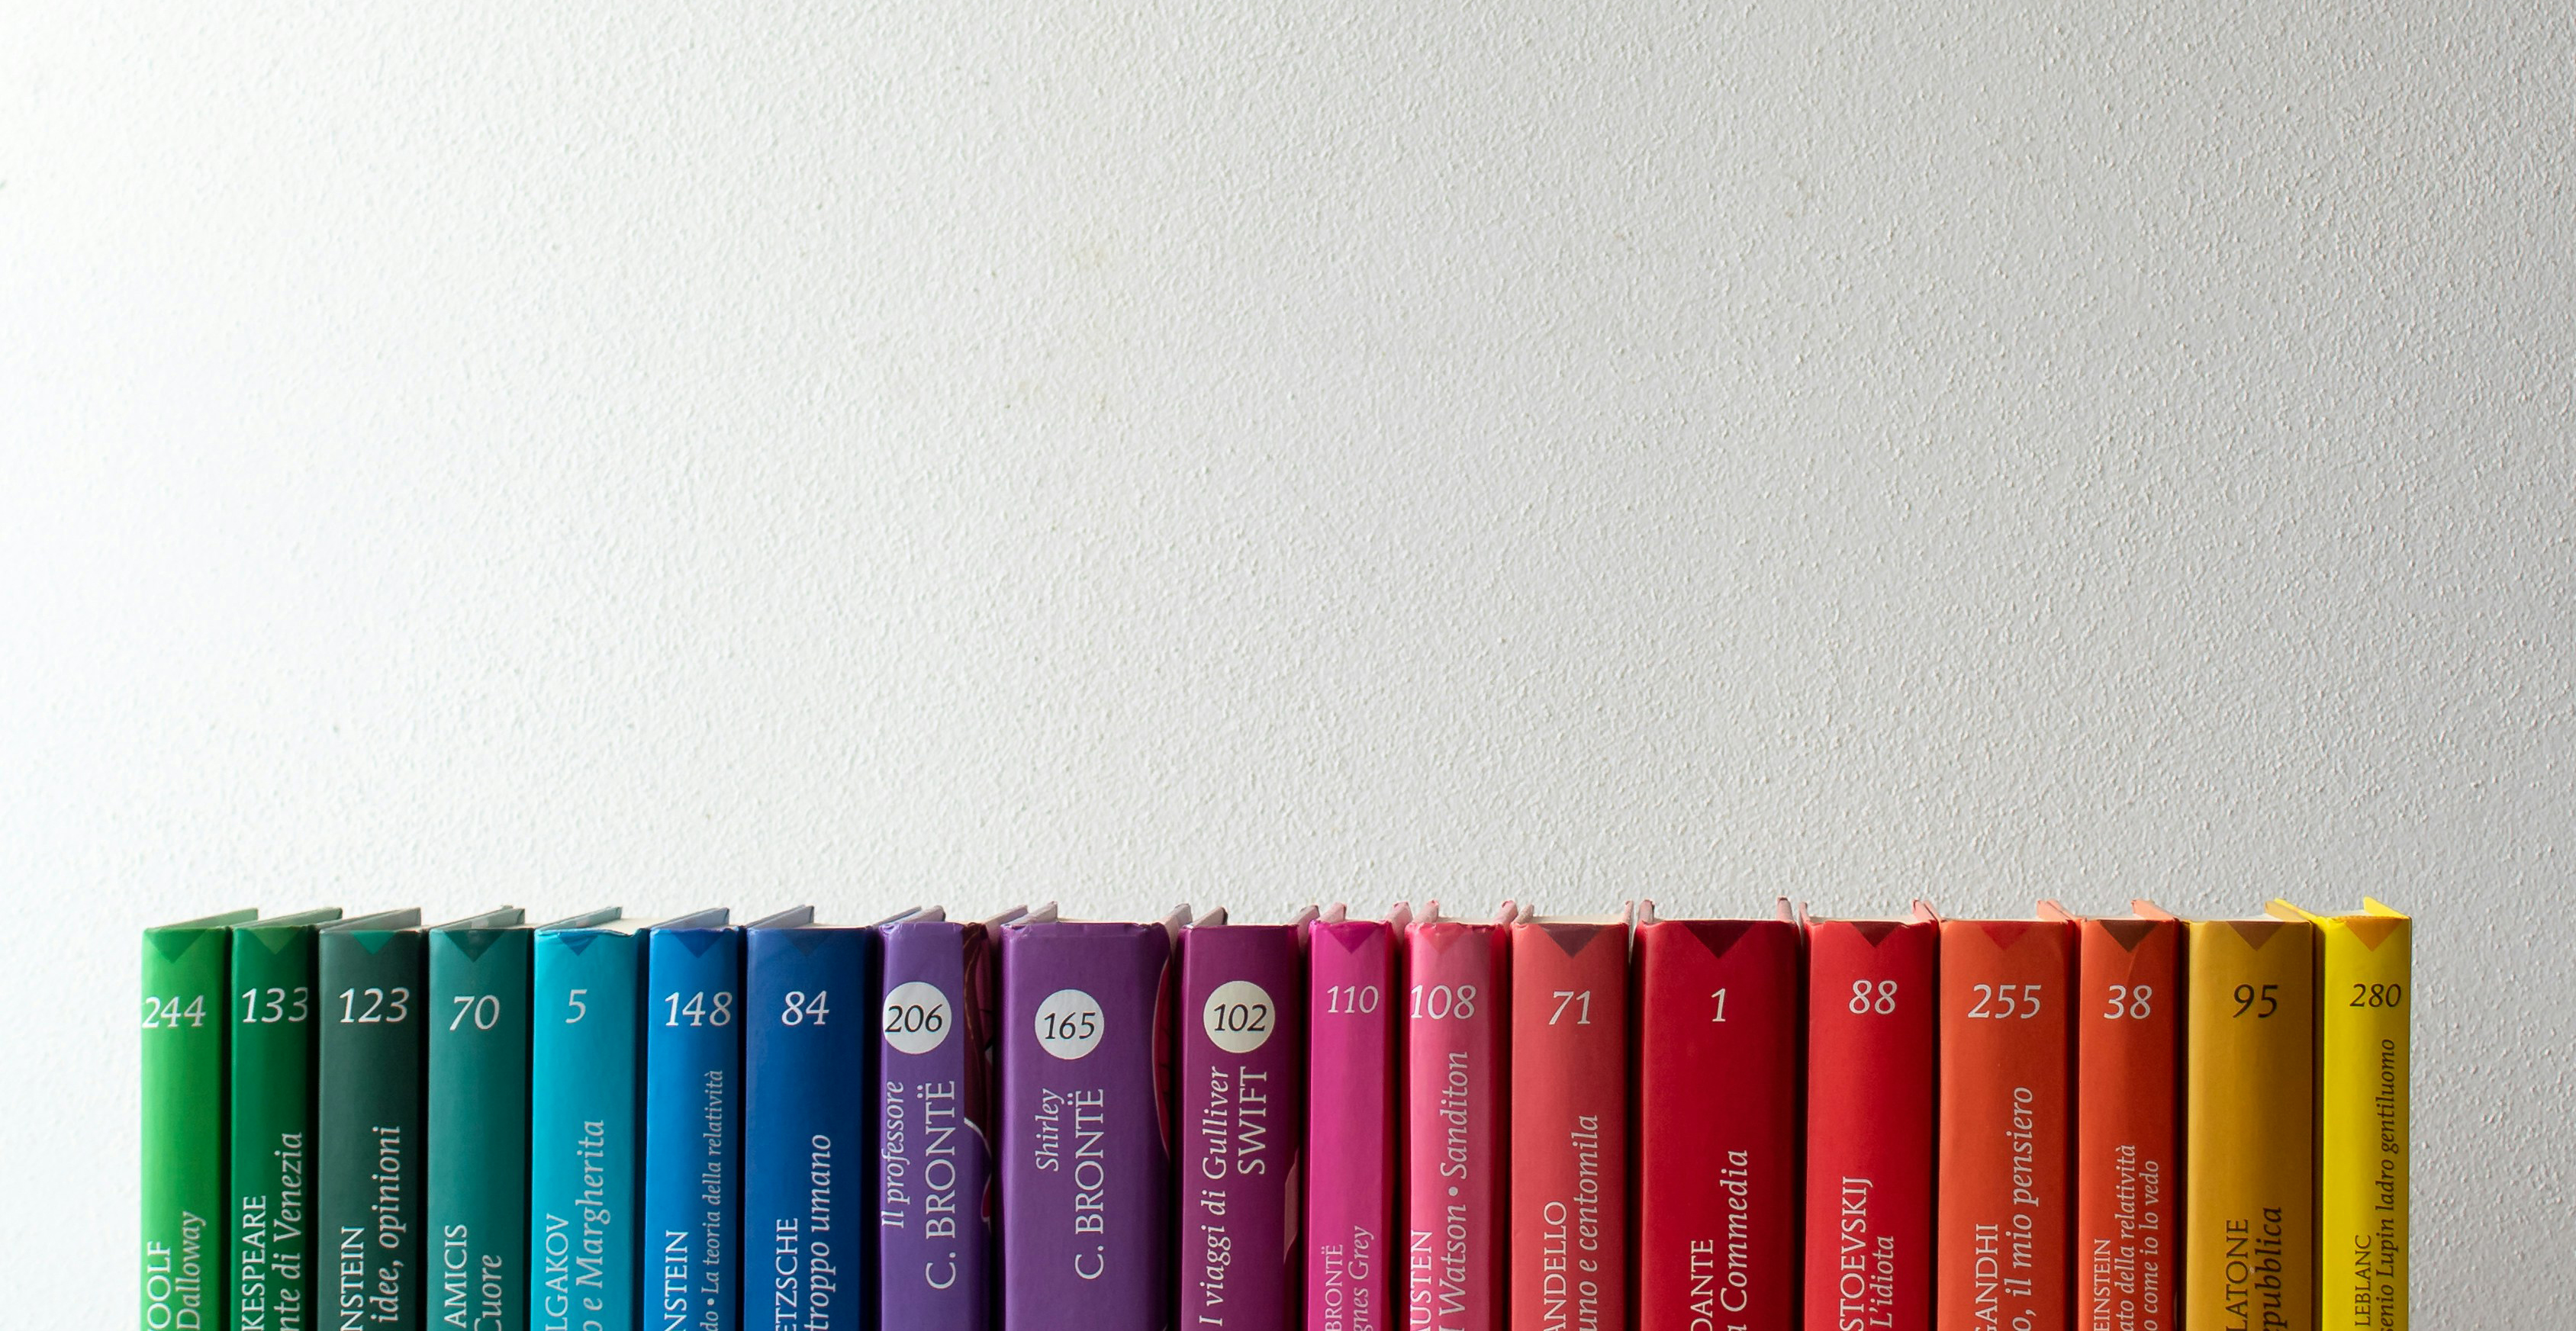 244
OOLF
Dalloway
133
KESPEARE
nte di Venezia
123
NSTEIN
idee, opinioni
70
AMICIS
Cuore
5
LGAKOV
o e Margherita
148
NSTEIN
do • La teoria della relatività
84
ETZSCHE
troppo umano
206
Il professore
C. BRONTË
165
Shirley
C. BRONTË
102
I viaggi di Gulliver
SWIFT
110
BRONTË
gnes Grey
108
AUSTEN
I Watson • Sanditon
71
ANDELLO
uno e centomila
1
DANTE
a Commedia
88
STOEVSKIJ
L'idiota
255
GANDHI
o, il mio pensiero
38
EINSTEIN
ato della relatività
o come io lo vedo
95
LATONE
epubblica
280
LEBLANC
senio Lupin ladro gentiluomo